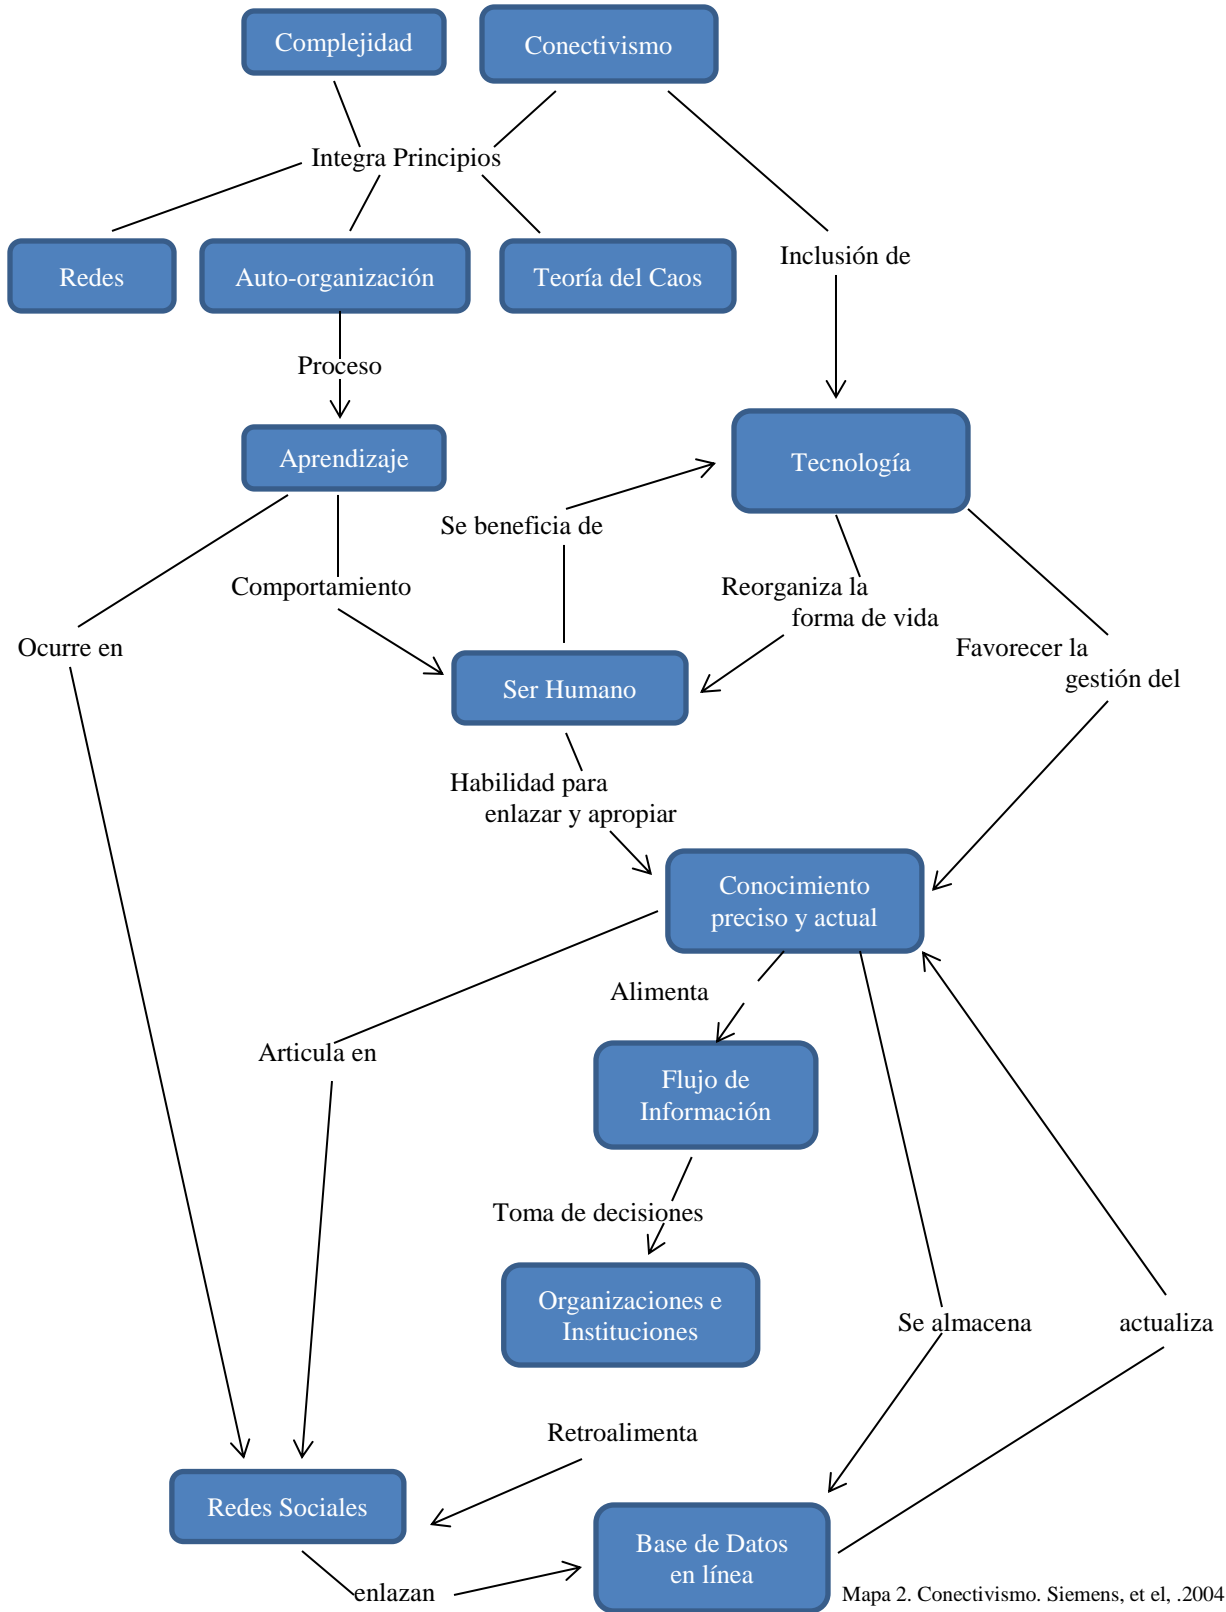 Complejidad
Conectivismo
Integra Principios
Redes
Auto-organización
Teoría del Caos
Inclusión de
Proceso
Aprendizaje
Tecnología
Se beneficia de
Comportamiento
Reorganiza la
forma de vida
Ocurre en
Favorecer la
gestión del
Ser Humano
Habilidad para
enlazar y apropiar
Conocimiento
preciso y actual
Alimenta
Articula en
Flujo de
Información
Toma de decisiones
Organizaciones e
Instituciones
Se almacena
actualiza
Retroalimenta
Redes Sociales
Base de Datos
en línea
enlazan
Mapa 2. Conectivismo. Siemens, et el, .2004